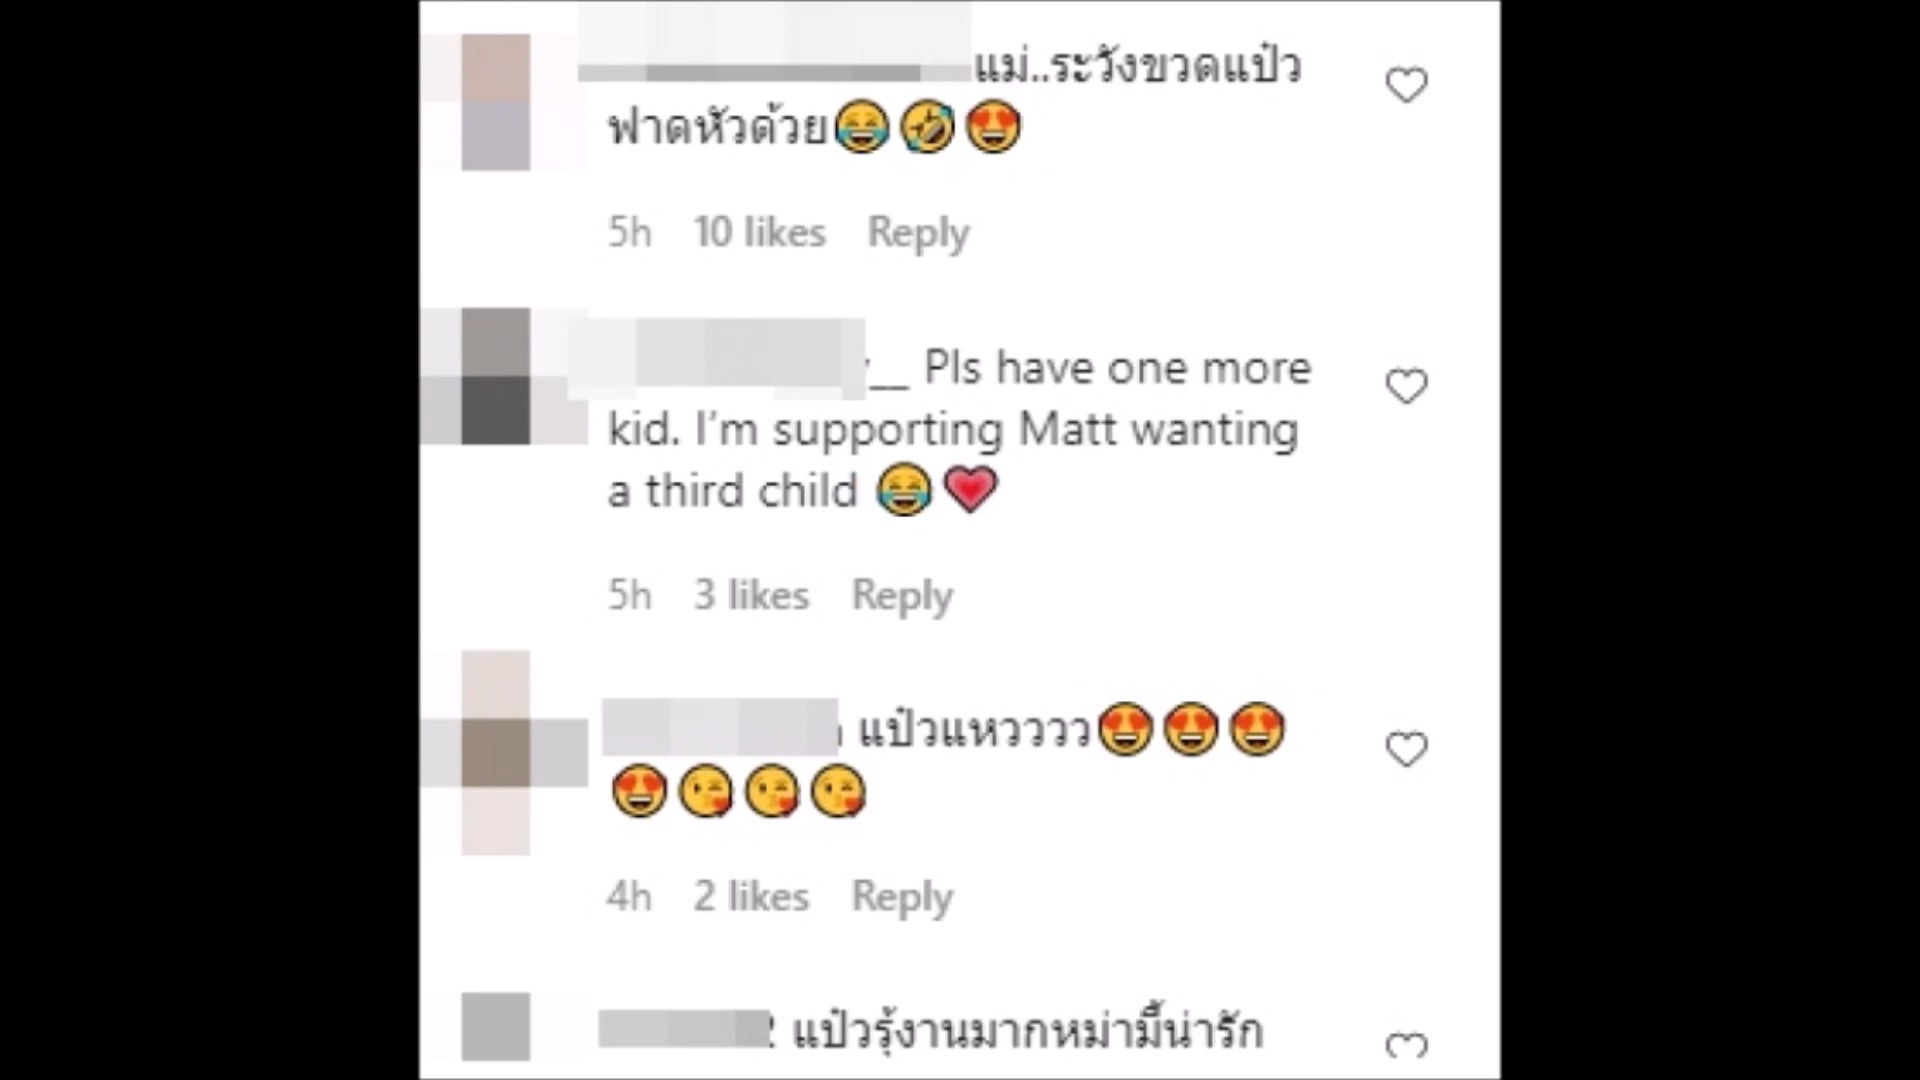 แม่..ระวังขวดแป๋ว
ฟาดหัวด้วย😂🤣😍
5h 10 likes Reply
__ Pls have one more
kid. I'm supporting Matt wanting
a third child 😂💗
5h 3 likes Reply
แป๋วแหวววว😍😍😍
😍😘😘😘
4h 2 likes Reply
แป๋วรุ้งานมากหม่ามี้น่ารัก